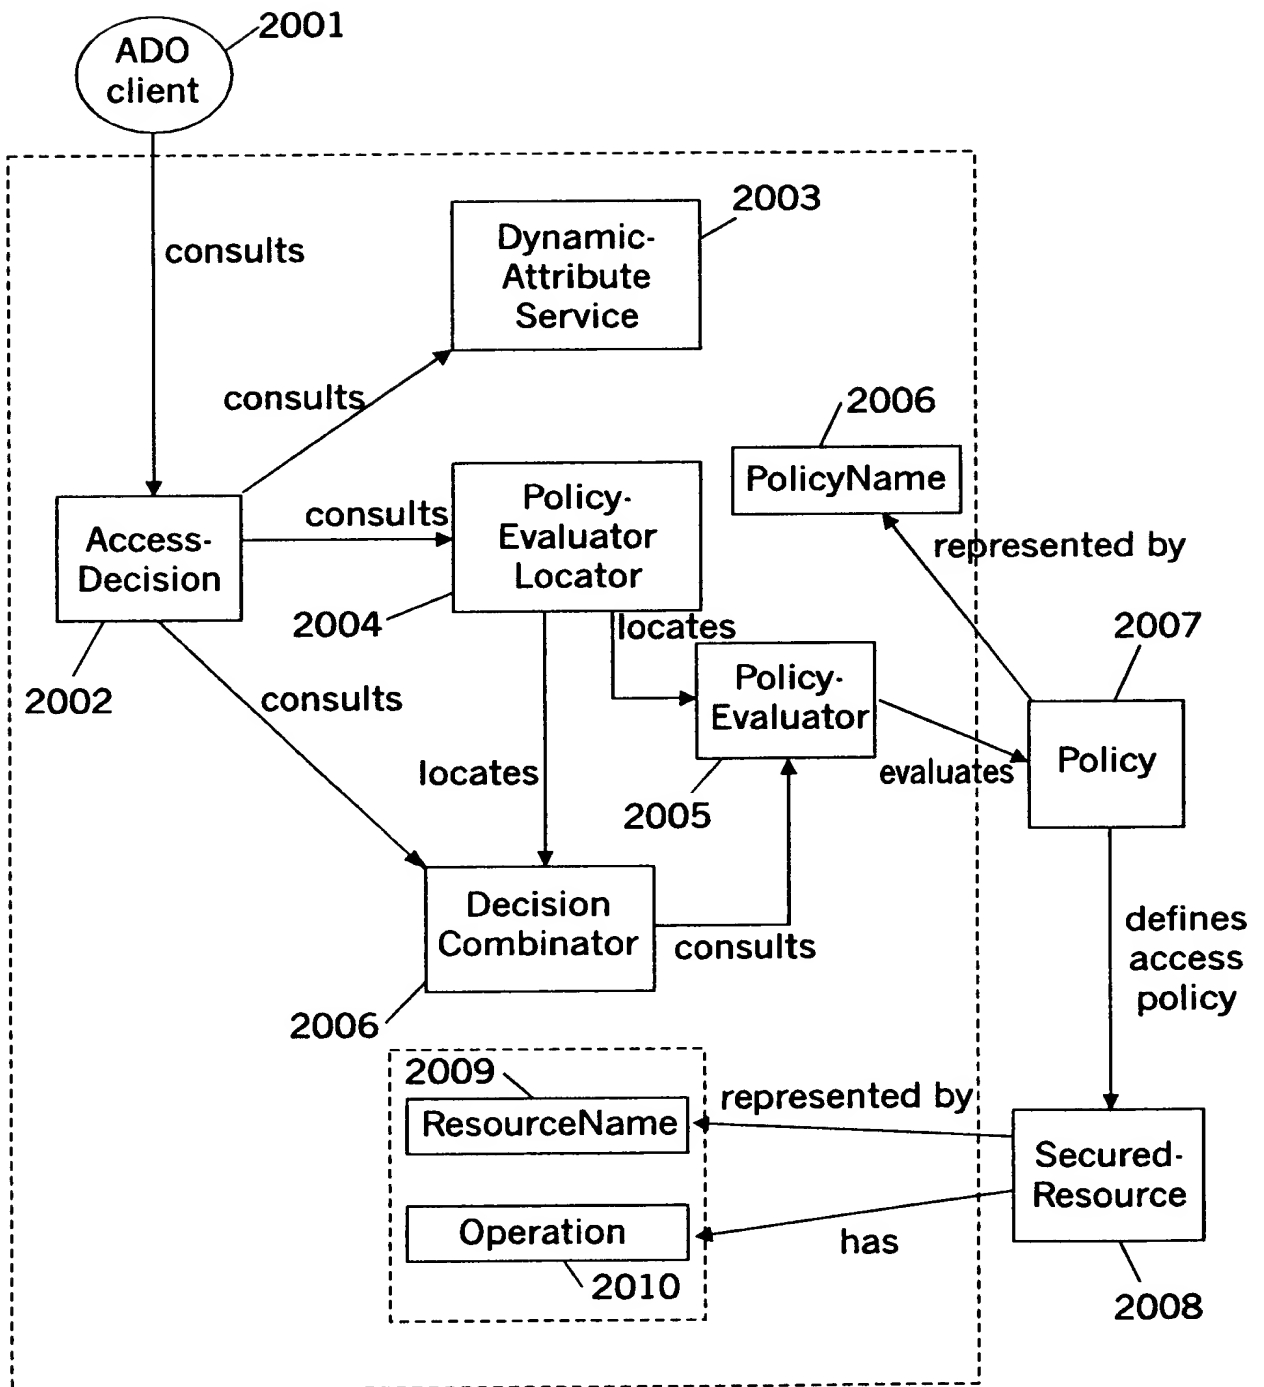 2001
ADO
client
consults
2003
Dynamic-
Attribute
Service
consults
2006
PolicyName
Policy-
Evaluator
Locator
consults
Access-
Decision
represented by
2004
locates
2007
2002
consults
Policy-
Evaluator
Policy
locates
evaluates
2005
Decision
Combinator
consults
defines
access
policy
2006
2009
ResourceName
represented by
Secured-
Resource
Operation
has
2010
2008